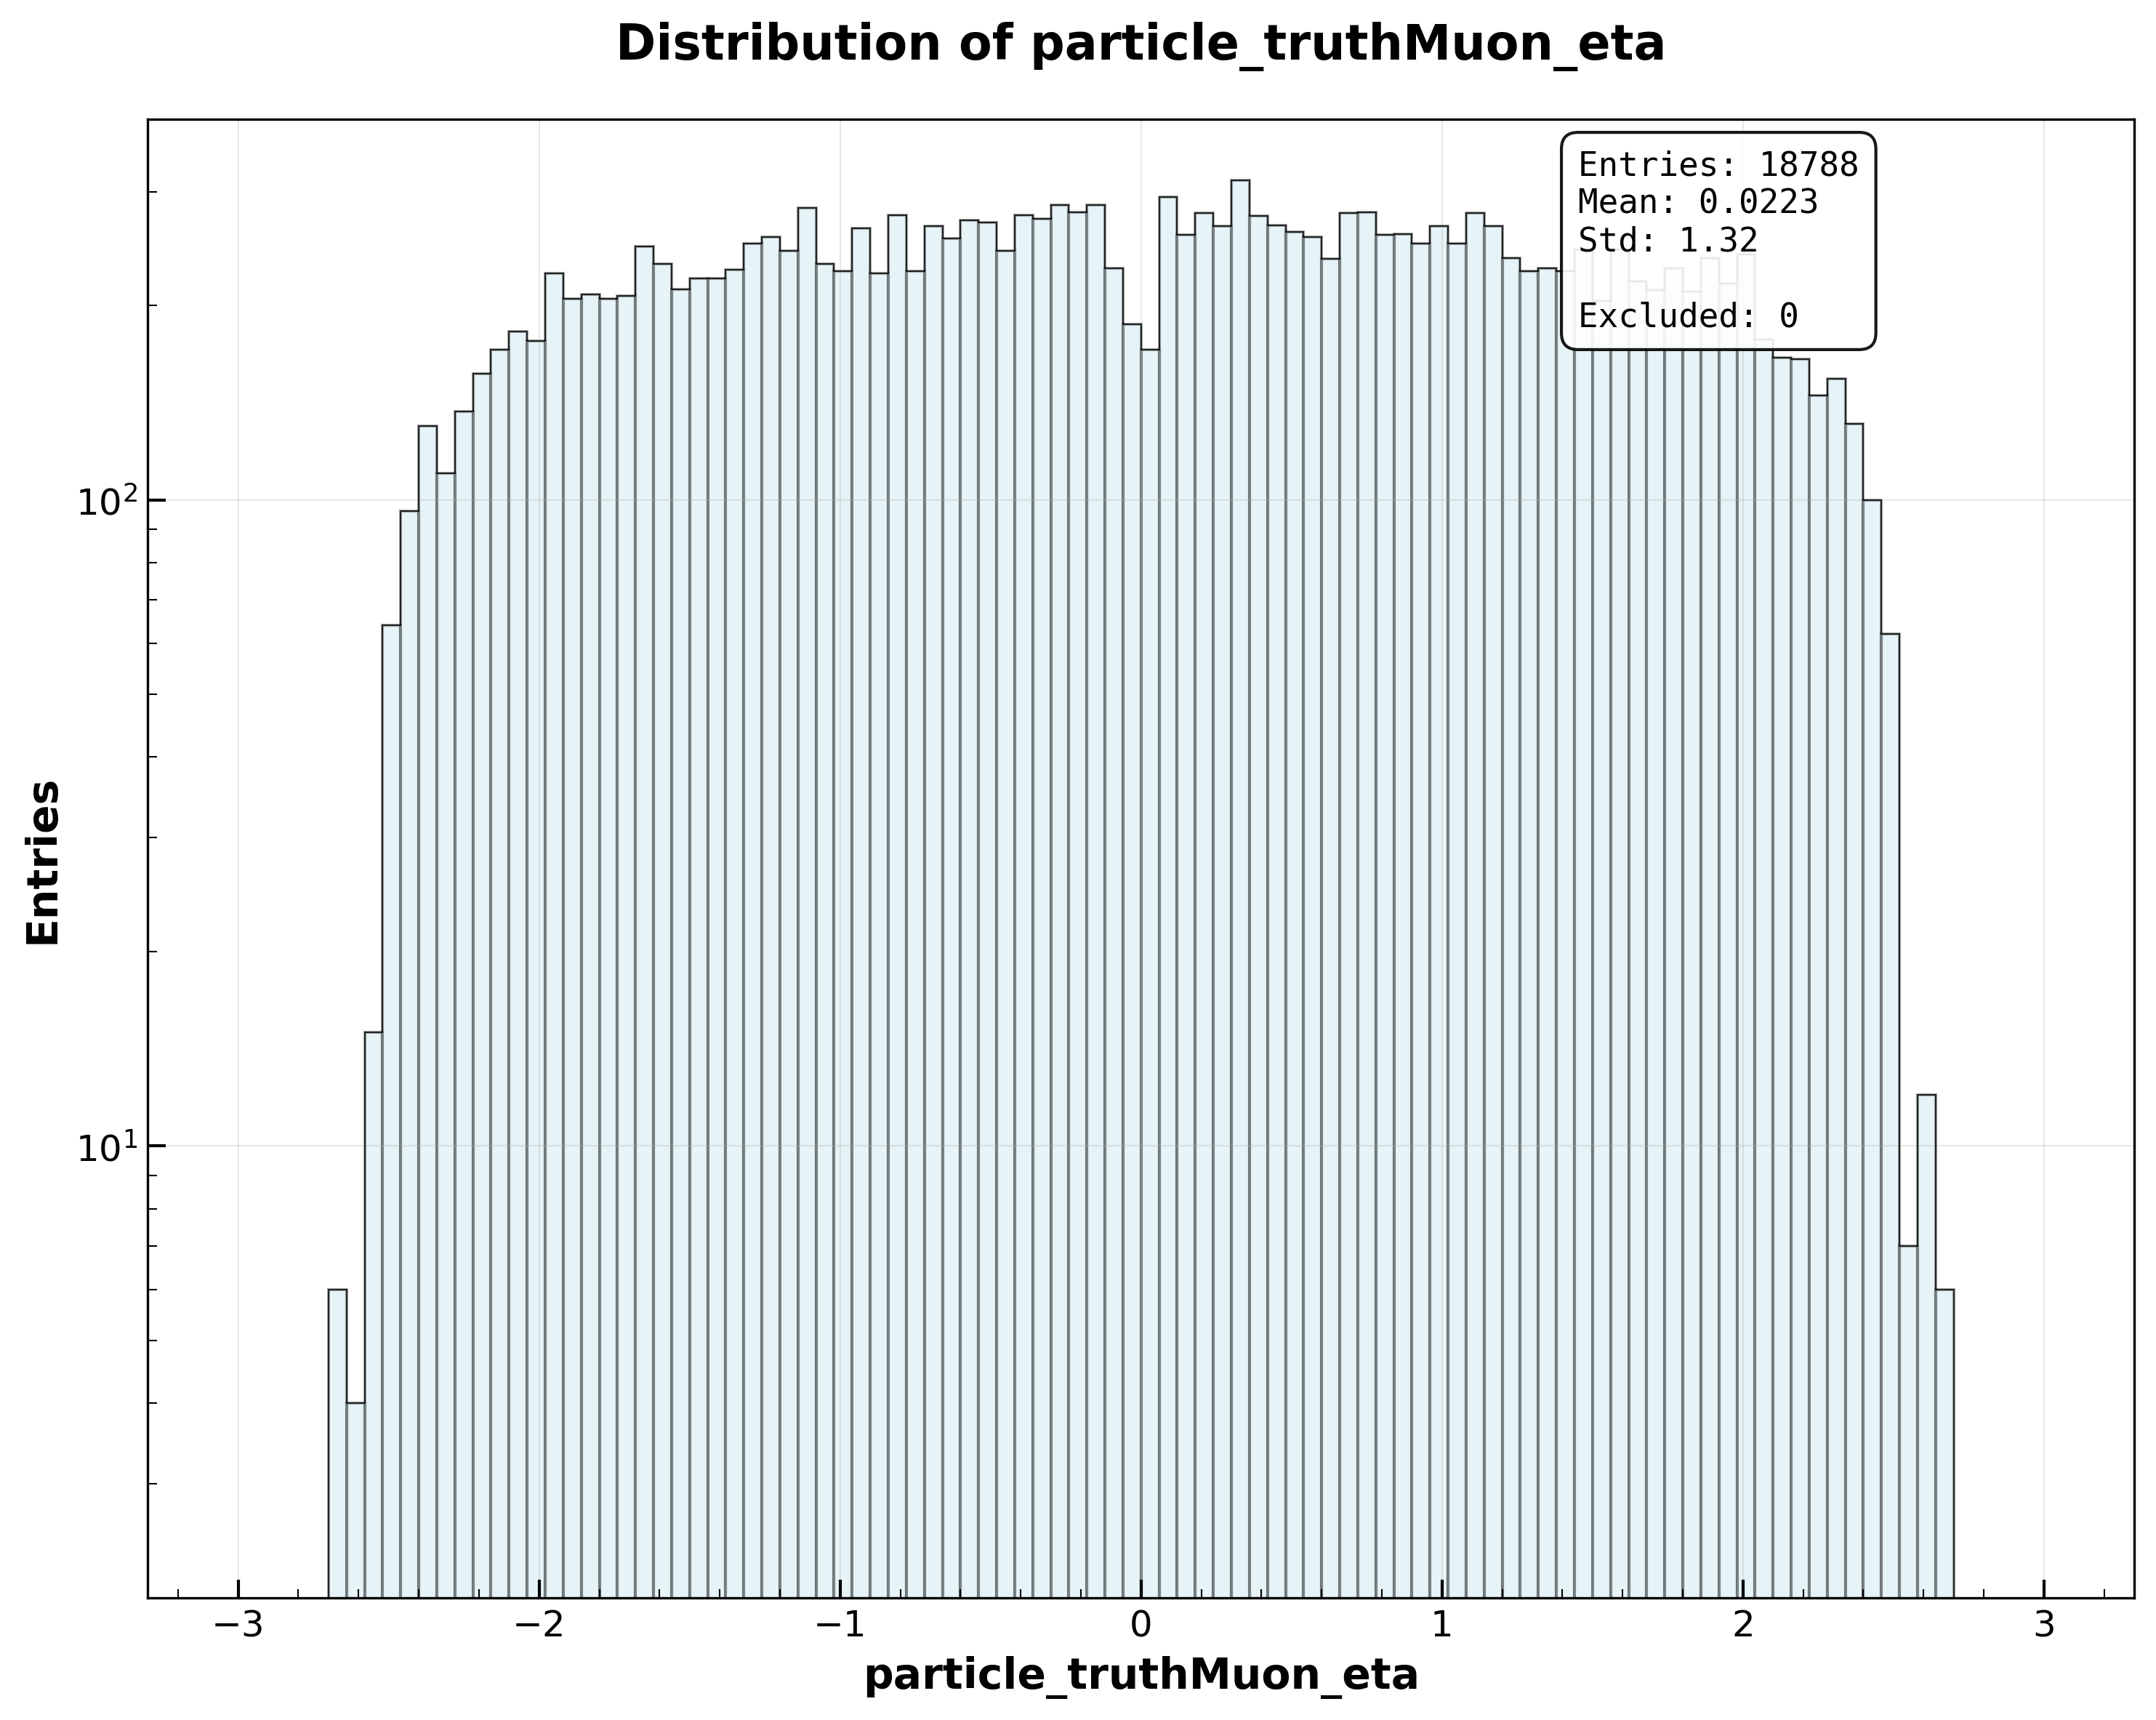 Distribution of particle_truthMuon_eta
Entries: 18788
Mean: 0.0223
Std: 1.32
Excluded: 0
10²
10¹
Entries
−3 −2 −1 0 1 2 3
particle_truthMuon_eta